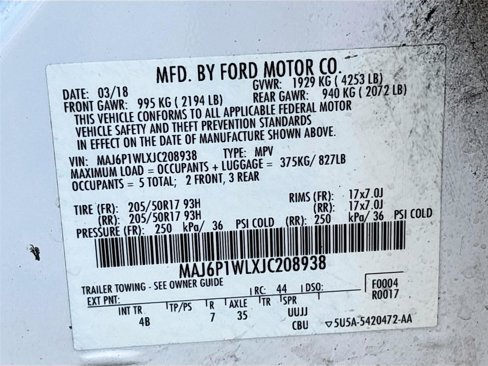 MFD. BY FORD MOTOR CO.
DATE: 03/18 GVWR: 1929 KG ( 4253 LB)
FRONT GAWR: 995 KG ( 2194 LB) REAR GAWR: 940 KG ( 2072 LB)
THIS VEHICLE CONFORMS TO ALL APPLICABLE FEDERAL MOTOR
VEHICLE SAFETY AND THEFT PREVENTION STANDARDS
IN EFFECT ON THE DATE OF MANUFACTURE SHOWN ABOVE.
VIN: MAJ6P1WLXJC208938 TYPE: MPV
MAXIMUM LOAD = OCCUPANTS + LUGGAGE = 375KG/ 827LB
OCCUPANTS = 5 TOTAL; 2 FRONT, 3 REAR
TIRE (FR): 205/50R17 93H RIMS (FR): 17x7.0J
(RR): 205/50R17 93H (RR): 17x7.0J
PRESSURE (FR): 250 kPa/ 36 PSI COLD (RR): 250 kPa/ 36 PSI COLD
MAJ6P1WLXJC208938
TRAILER TOWING - SEE OWNER GUIDE
EXT PNT: RC: 44 DSO: F0004
R0017
INT TR TP/PS R AXLE TR SPR UUJJ
4B 7 35 CBU 5U5A-5420472-AA